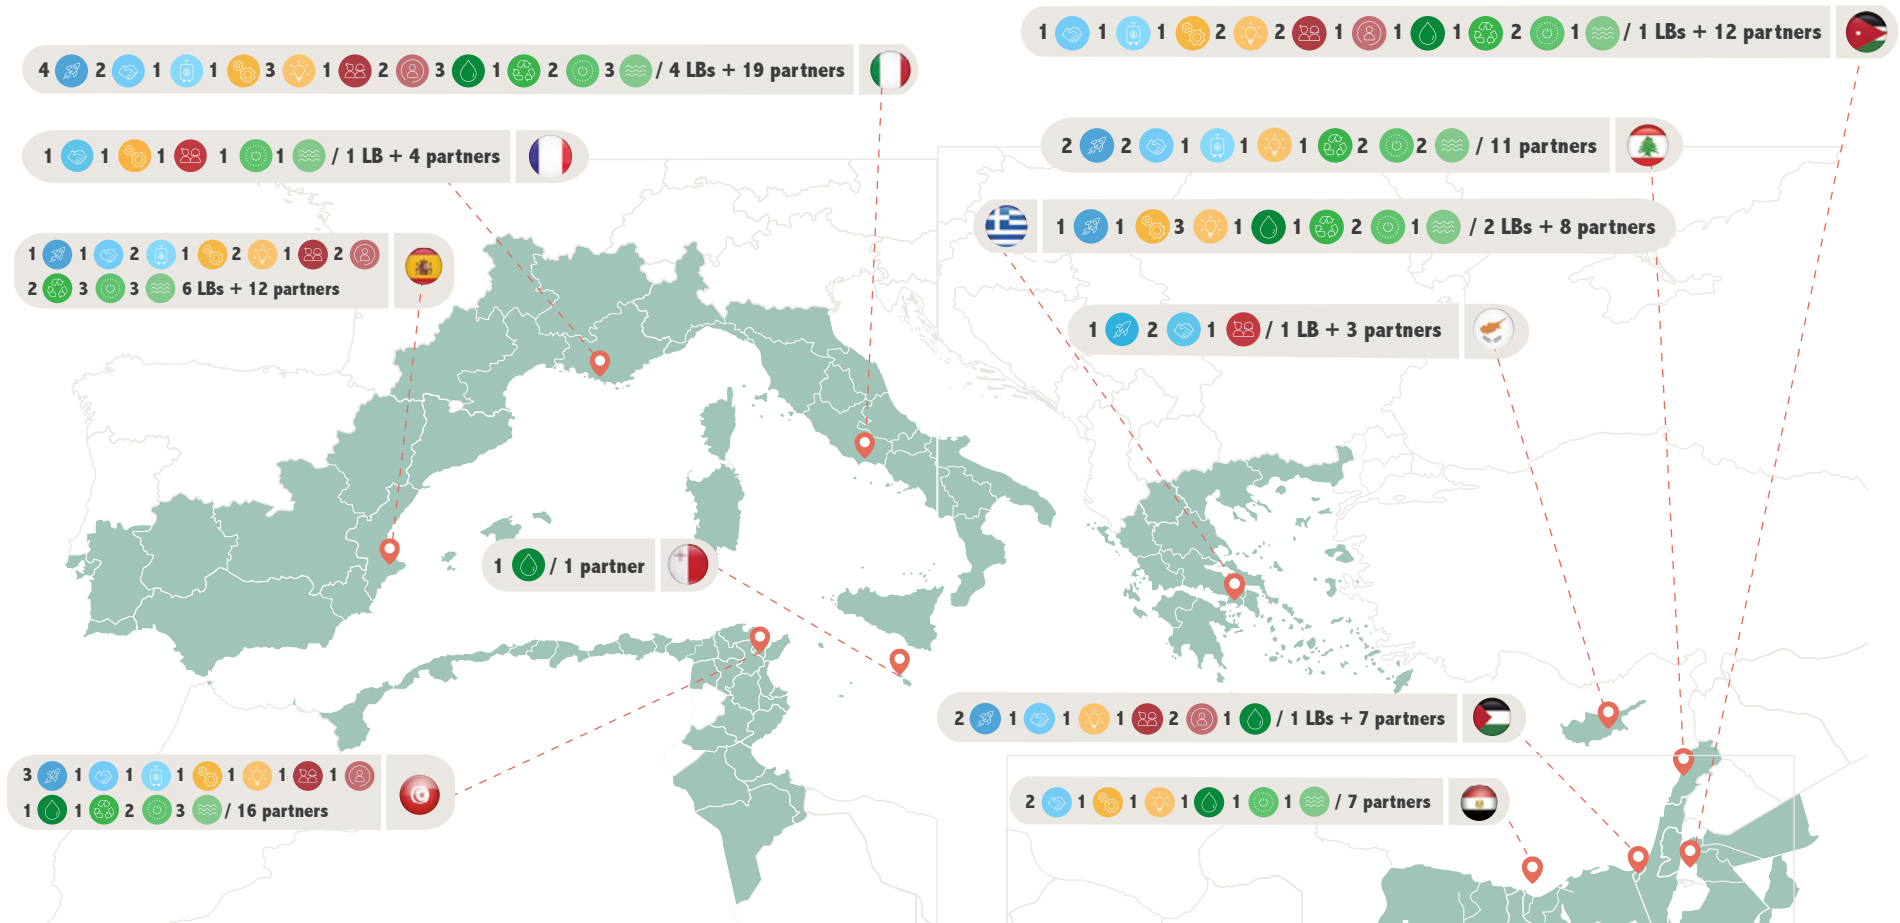 4 2 1 1 3 1 2 3 1 2 3 / 4 LBs + 19 partners
1 1 1 1 1 / 1 LB + 4 partners
1 1 2 1 2 1 2
2 3 3 6 LBs + 12 partners
1 / 1 partner
3 1 1 1 1 1 1
1 1 2 3 / 16 partners
1 1 1 2 2 1 1 1 2 1 / 1 LBs + 12 partners
2 2 1 1 1 2 2 / 11 partners
1 1 3 1 1 2 1 / 2 LBs + 8 partners
1 2 1 / 1 LB + 3 partners
2 1 1 1 2 1 / 1 LBs + 7 partners
2 1 1 1 1 1 / 7 partners